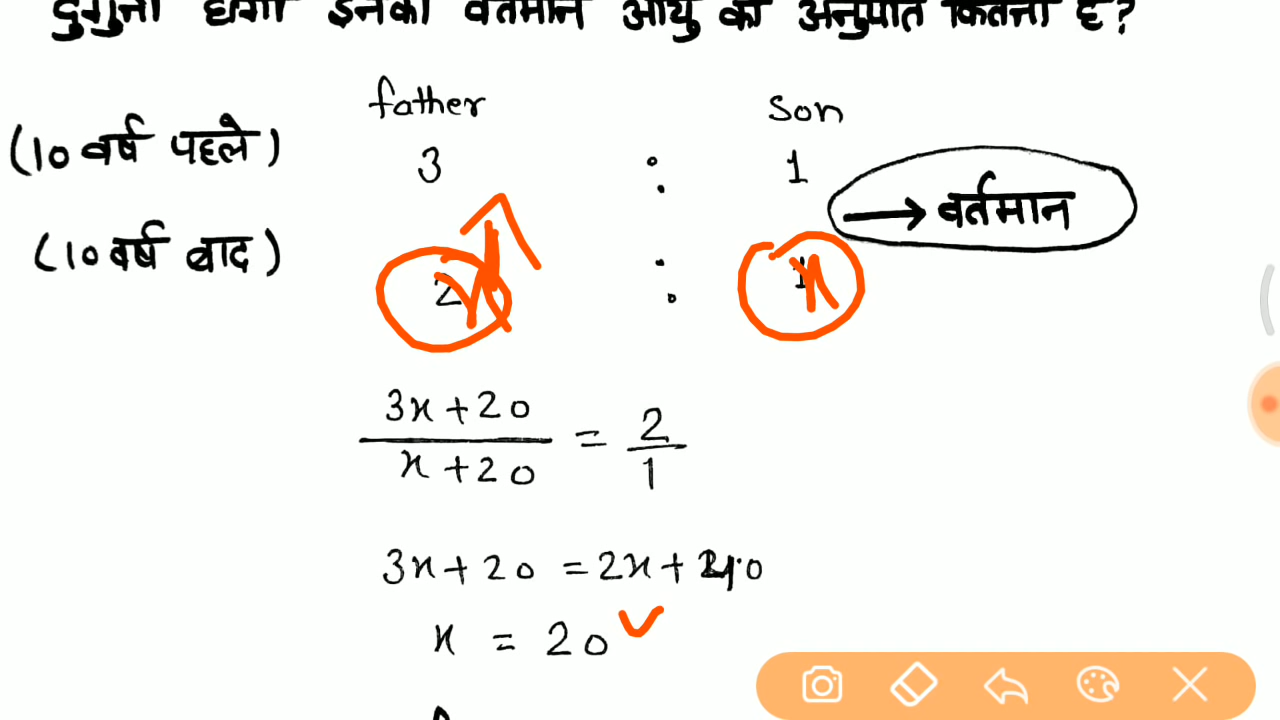 दुगुनी होगी इनकी वर्तमान आयु का अनुपात कितना है?
father son
(10 वर्ष पहले) 3 : 1 → वर्तमान
(10 वर्ष बाद) 2 : 1
3x+20 / x+20 = 2/1
3x+20 = 2x+40
x = 20